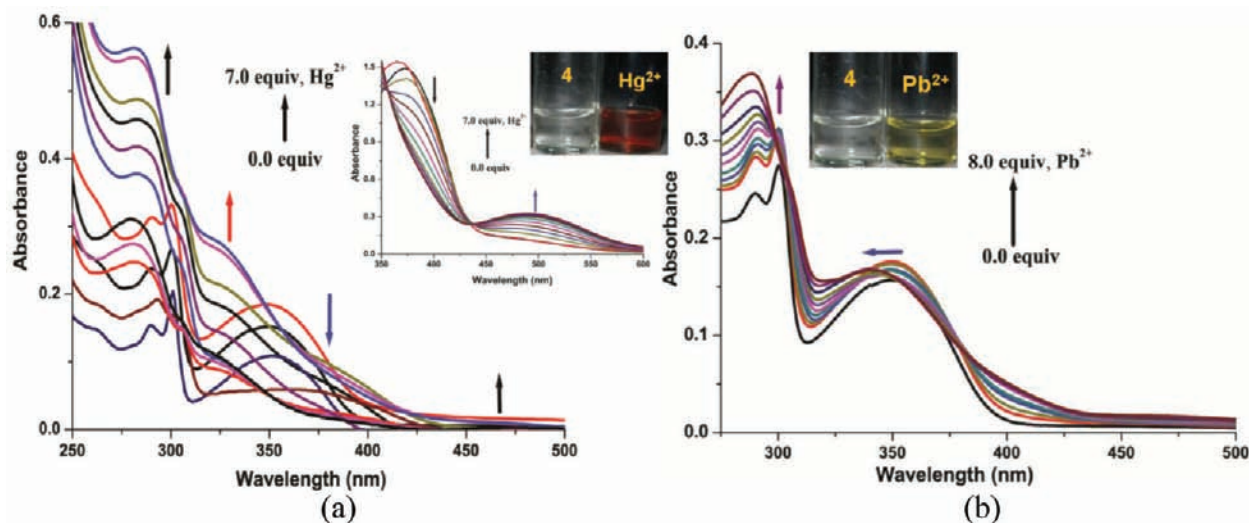 0.6
0.4
0.2
0.0
Absorbance
250 300 350 400 450 500
Wavelength (nm)
7.0 equiv, Hg2+
0.0 equiv
1.5
1.2
0.9
0.6
0.3
0.0
Absorbance
350 400 450 500 550 600
Wavelength (nm)
7.0 equiv, Hg2+
0.0 equiv
4 Hg2+
(a)
0.4
0.3
0.2
0.1
0.0
Absorbance
300 350 400 450 500
Wavelength (nm)
4 Pb2+
8.0 equiv, Pb2+
0.0 equiv
(b)